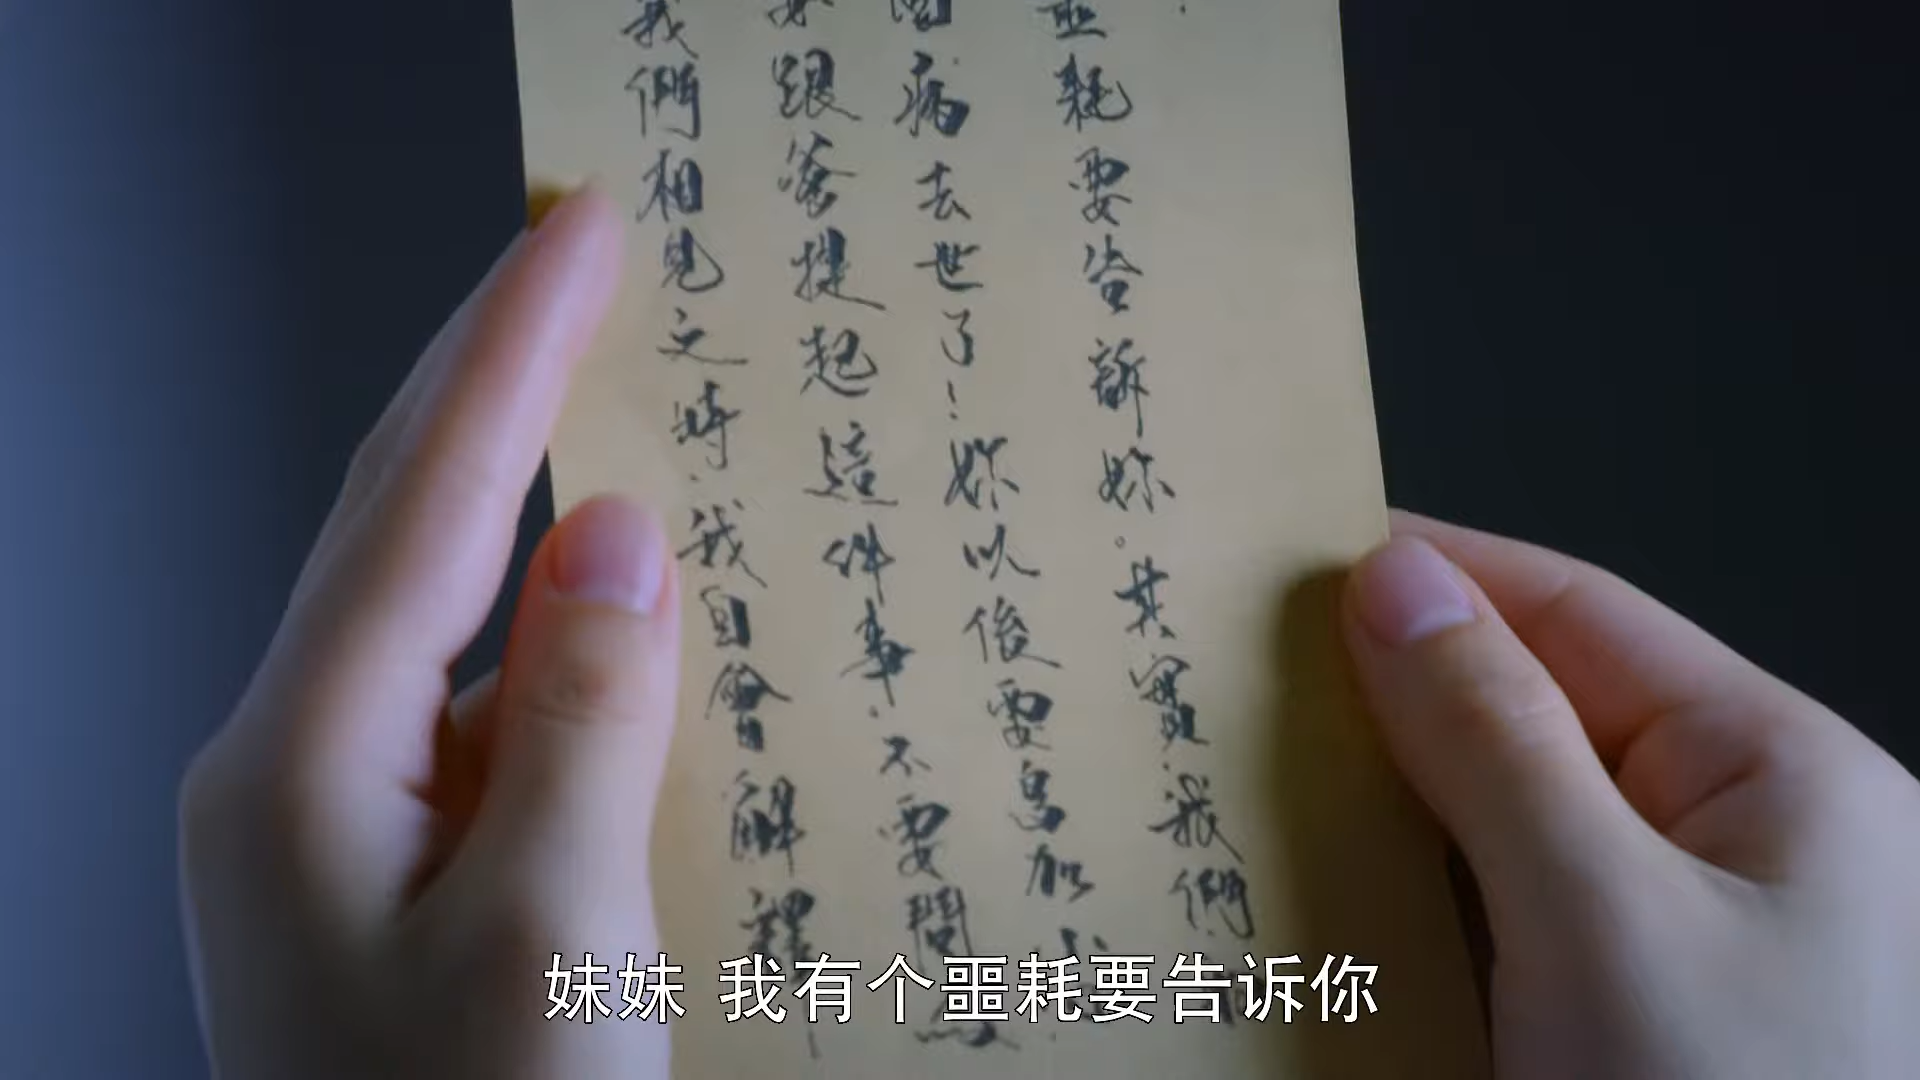 噩耗要告訴妳。其實我們
病去世了！妳以後要更加
跟爸提起這件事，不要問
我們相見之時，我自會解釋
妹妹 我有个噩耗要告诉你